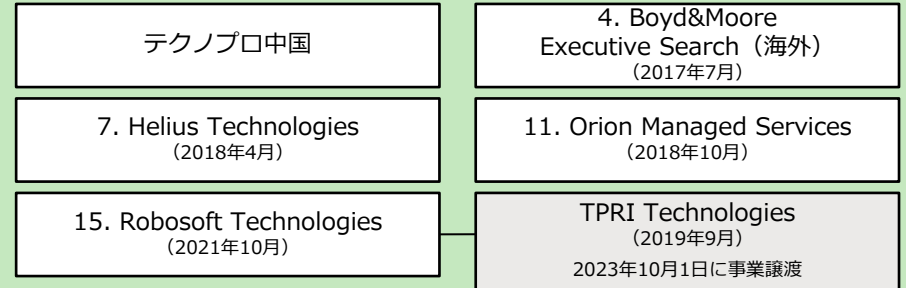 テクノプロ中国
4. Boyd&Moore
Executive Search（海外）
（2017年7月）
7. Helius Technologies
（2018年4月）
11. Orion Managed Services
（2018年10月）
15. Robosoft Technologies
（2021年10月）
TPRI Technologies
（2019年9月）
2023年10月1日に事業譲渡